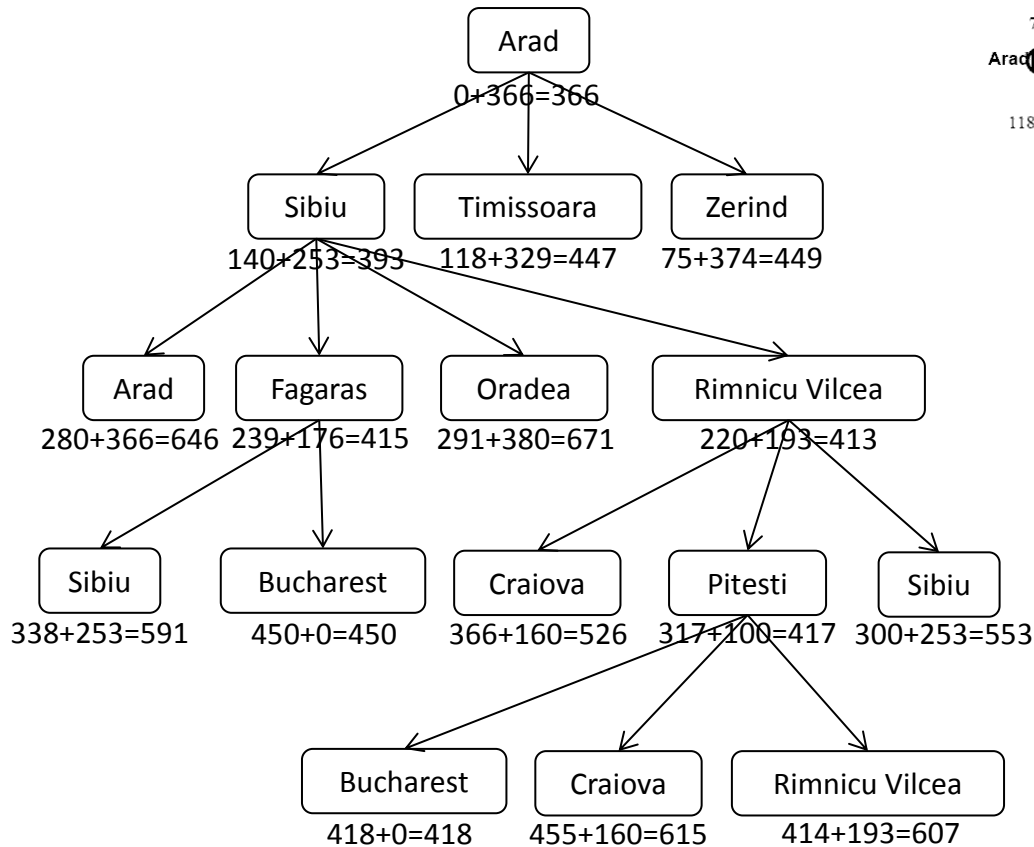 Arad
0+366=366
7
Arad
118
Sibiu
Timissoara
Zerind
140+253=393
118+329=447
75+374=449
Arad
Fagaras
Oradea
Rimnicu Vilcea
280+366=646
239+176=415
291+380=671
220+193=413
Sibiu
Bucharest
Craiova
Pitesti
Sibiu
338+253=591
450+0=450
366+160=526
317+100=417
300+253=553
Bucharest
Craiova
Rimnicu Vilcea
418+0=418
455+160=615
414+193=607